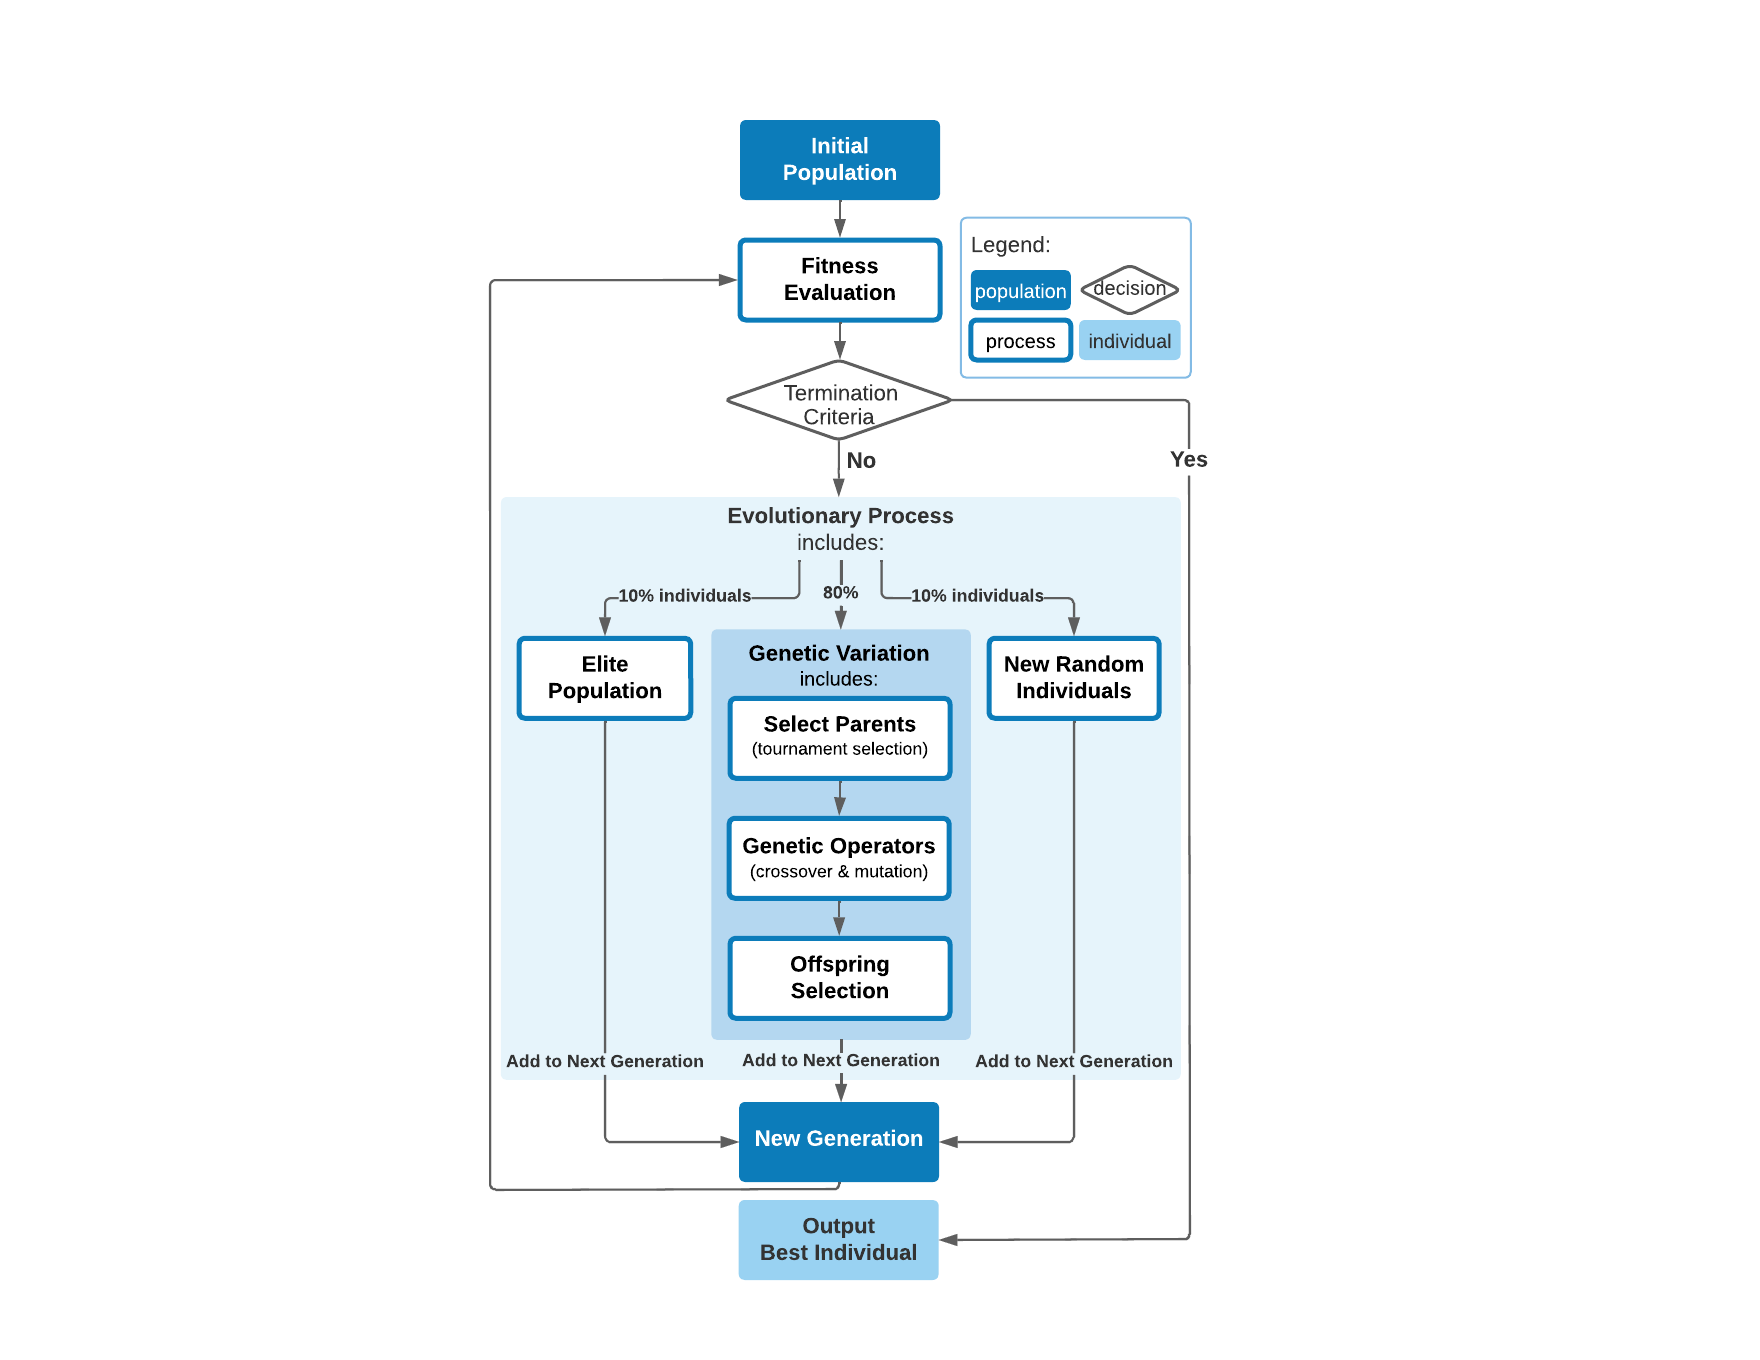 Initial
Population
Fitness
Evaluation
Legend:
population
decision
process
individual
Termination
Criteria
No
Yes
Evolutionary Process
includes:
10% individuals
80%
10% individuals
Elite
Population
Genetic Variation
includes:
New Random
Individuals
Select Parents
(tournament selection)
Genetic Operators
(crossover & mutation)
Offspring
Selection
Add to Next Generation
Add to Next Generation
Add to Next Generation
New Generation
Output
Best Individual